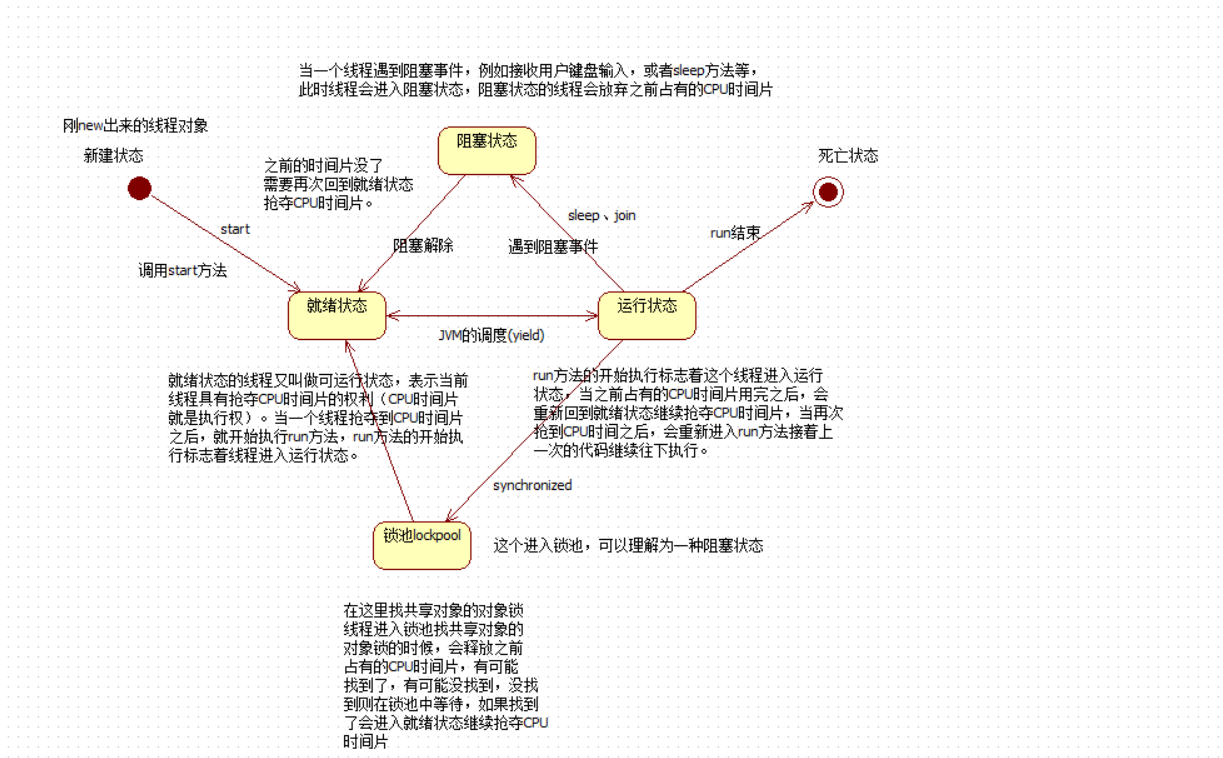 当一个线程遇到阻塞事件，例如接收用户键盘输入，或者sleep方法等，
此时线程会进入阻塞状态，阻塞状态的线程会放弃之前占有的CPU时间片
刚new出来的线程对象
新建状态
阻塞状态
死亡状态
之前的时间片没了
需要再次回到就绪状态
抢夺CPU时间片。
start
sleep、join
run结束
阻塞解除
遇到阻塞事件
调用start方法
就绪状态
运行状态
JVM的调度(yield)
就绪状态的线程又叫做可运行状态，表示当前
线程具有抢夺CPU时间片的权利（CPU时间片
就是执行权）。当一个线程抢夺到CPU时间片
之后，就开始执行run方法，run方法的开始执
行标志着线程进入运行状态。
run方法的开始执行标志着这个线程进入运行
状态，当之前占有的CPU时间片用完之后，会
重新回到就绪状态继续抢夺CPU时间片，当再次
抢到CPU时间之后，会重新进入run方法接着上
一次的代码继续往下执行。
synchronized
锁池lockpool
这个进入锁池，可以理解为一种阻塞状态
在这里找共享对象的对象锁
线程进入锁池找共享对象的
对象锁的时候，会释放之前
占有的CPU时间片，有可能
找到了，有可能没找到，没找
到则在锁池中等待，如果找到
了会进入就绪状态继续抢夺CPU
时间片